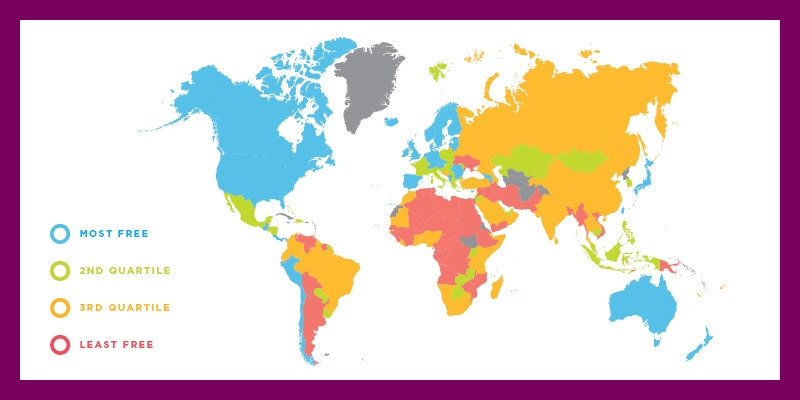 MOST FREE
2ND QUARTILE
3RD QUARTILE
LEAST FREE